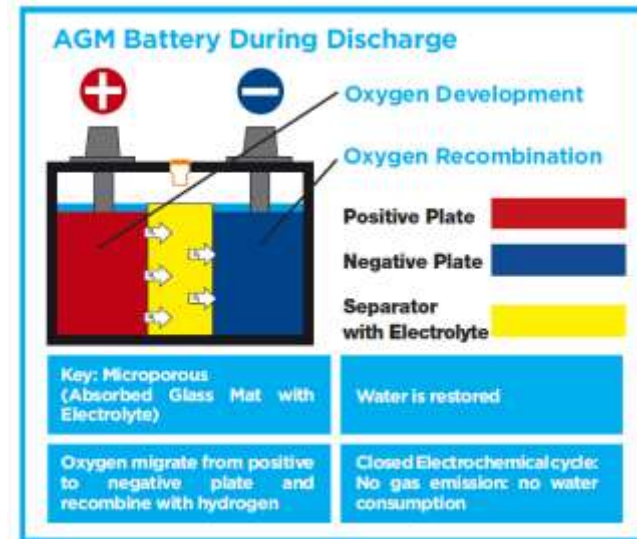 AGM Battery During Discharge
Oxygen Development
Oxygen Recombination
Positive Plate
Negative Plate
Separator
with Electrolyte
Key: Microporous
(Absorbed Glass Mat with
Electrolyte)
Water is restored
Oxygen migrate from positive
to negative plate and
recombine with hydrogen
Closed Electrochemical cycle:
No gas emission: no water
consumption